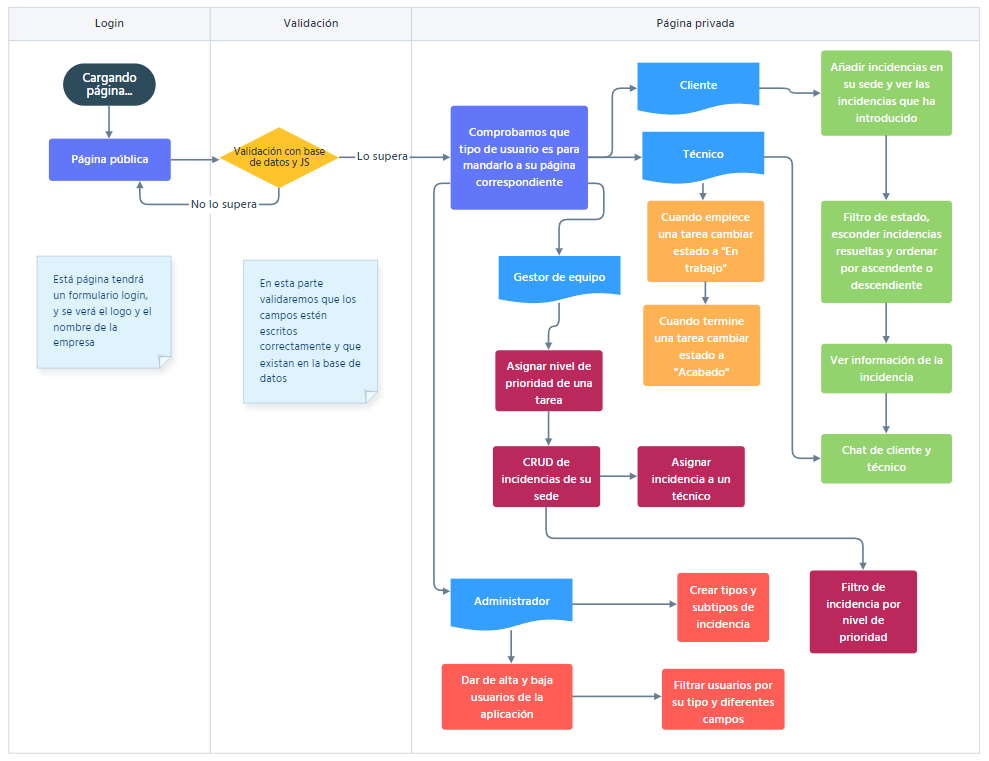 Login
Validación
Página privada
Cargando
página...
Página pública
Validación con base
de datos y JS
Lo supera
No lo supera
Está página tendrá
un formulario login,
y se verá el logo y el
nombre de la
empresa
En esta parte
validaremos que los
campos estén
escritos
correctamente y que
existan en la base de
datos
Comprobamos que
tipo de usuario es para
mandarlo a su página
correspondiente
Cliente
Añadir incidencias en
su sede y ver las
incidencias que ha
introducido
Técnico
Cuando empiece
una tarea cambiar
estado a "En
trabajo"
Filtro de estado,
esconder incidencias
resueltas y ordenar
por ascendente o
descendiente
Gestor de equipo
Cuando termine
una tarea cambiar
estado a
"Acabado"
Ver información de la
incidencia
Asignar nivel de
prioridad de una
tarea
Chat de cliente y
técnico
CRUD de
incidencias de su
sede
Asignar
incidencia a un
técnico
Filtro de
incidencia por
nivel de
prioridad
Administrador
Crear tipos y
subtipos de
incidencia
Dar de alta y baja
usuarios de la
aplicación
Filtrar usuarios por
su tipo y diferentes
campos